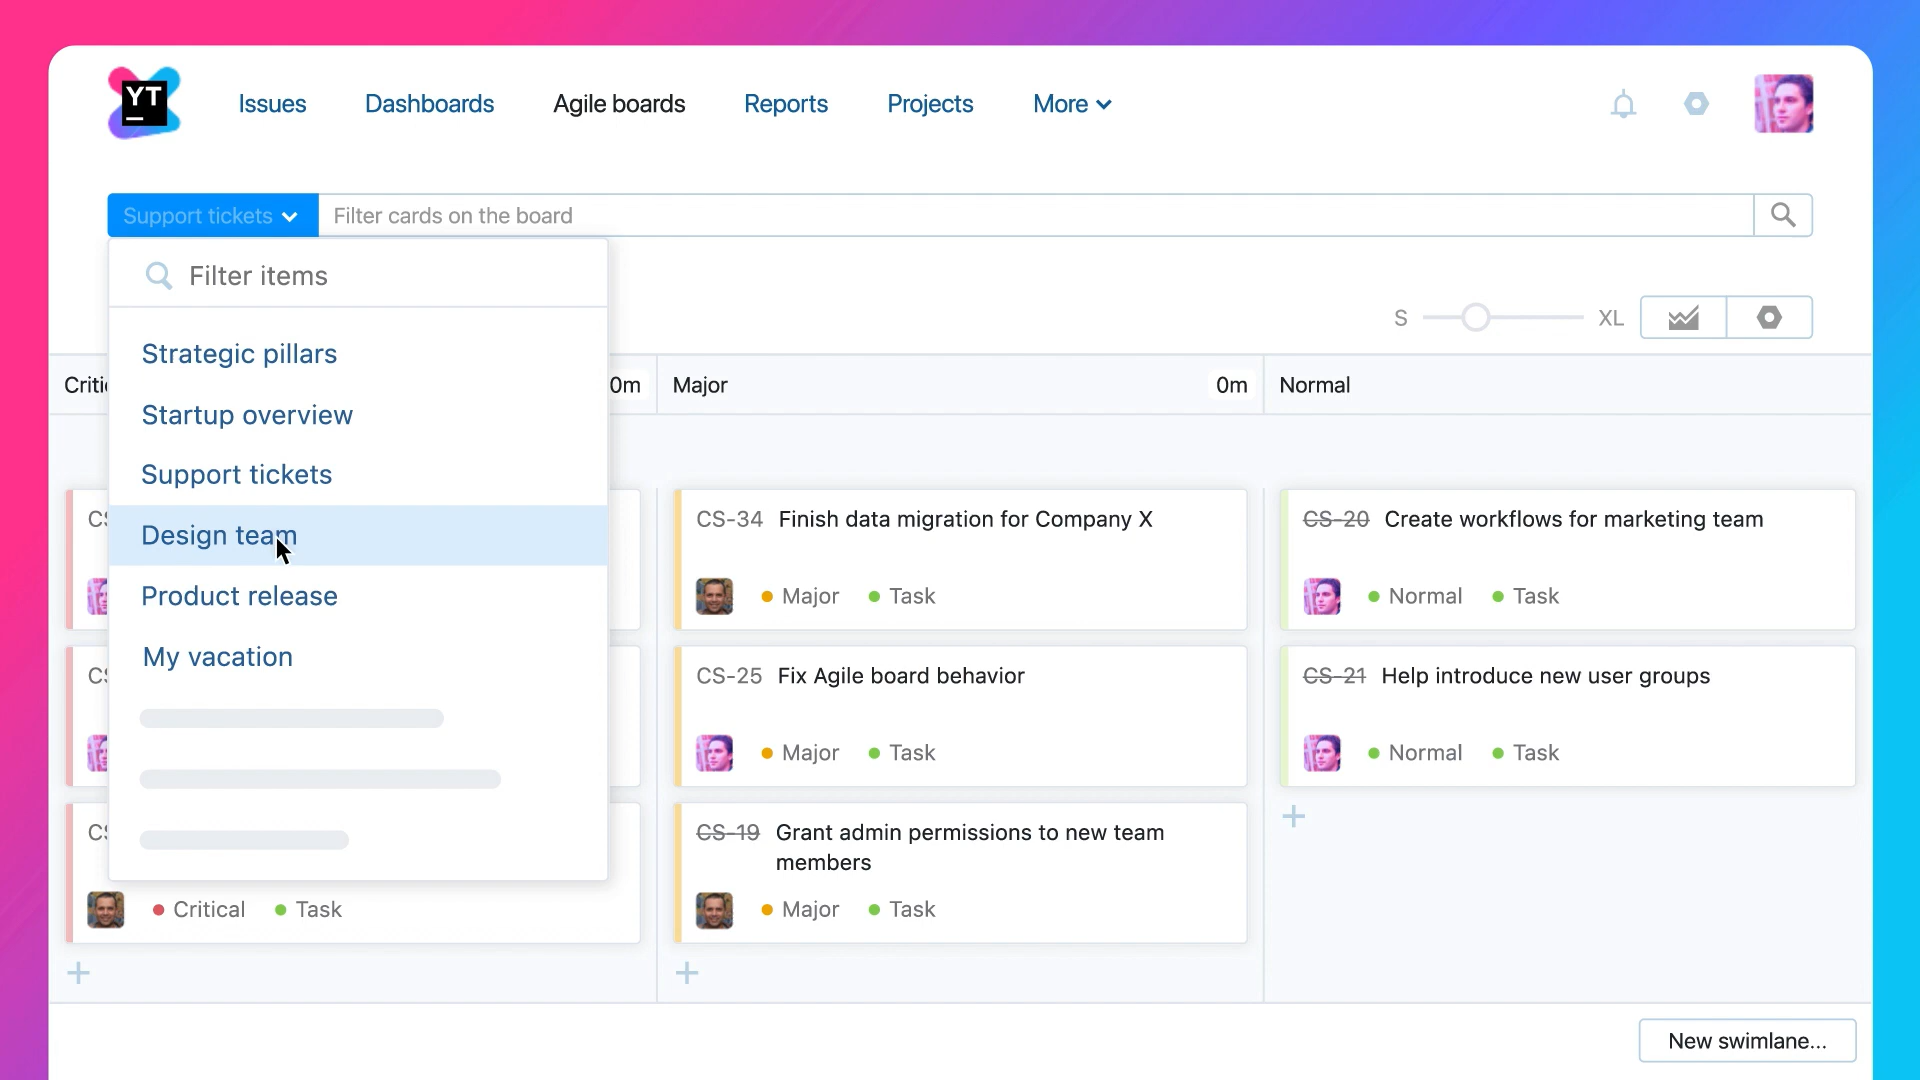 YT
Issues
Dashboards
Agile boards
Reports
Projects
More
Support tickets
Filter cards on the board
Filter items
S
XL
Strategic pillars
Startup overview
Support tickets
Design team
Product release
My vacation
0m
Major
0m
Normal
CS-34 Finish data migration for Company X
Major
Task
CS-25 Fix Agile board behavior
Major
Task
CS-19 Grant admin permissions to new team
members
Major
Task
CS-20 Create workflows for marketing team
Normal
Task
CS-21 Help introduce new user groups
Normal
Task
Critical
Task
New swimlane...